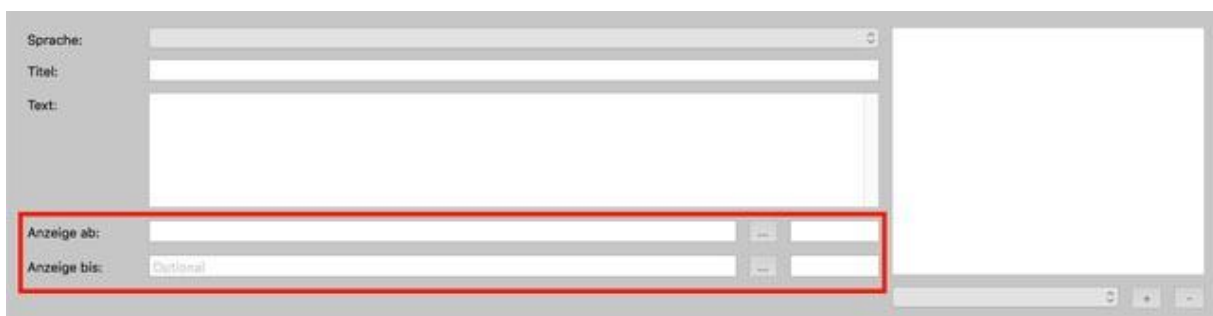 Sprache:
Titel:
Text:
Anzeige ab:
...
Anzeige bis:
Optional
...
+
-